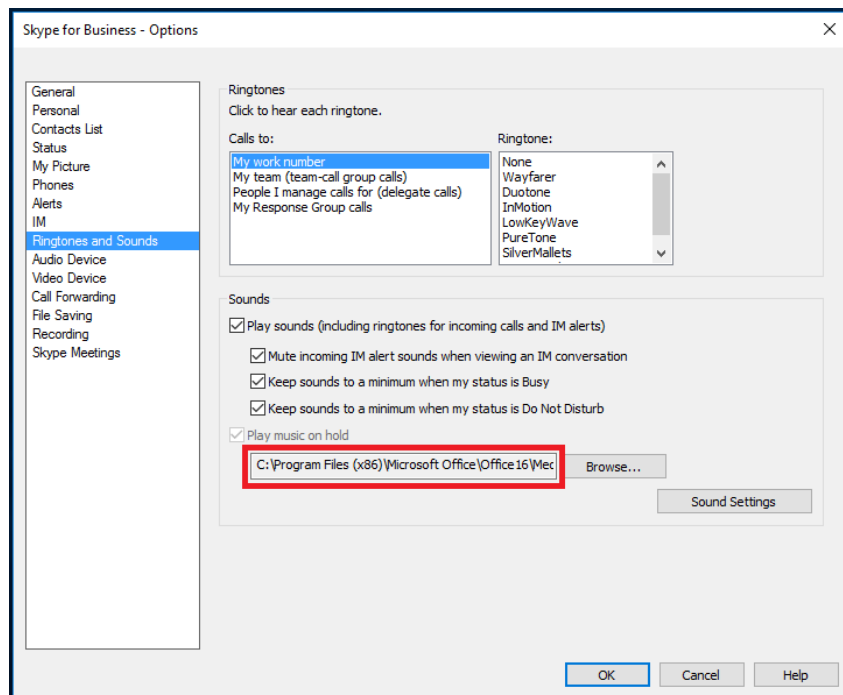 Skype for Business - Options
General
Personal
Contacts List
Status
My Picture
Phones
Alerts
IM
Ringtones and Sounds
Audio Device
Video Device
Call Forwarding
File Saving
Recording
Skype Meetings
Ringtones
Click to hear each ringtone.
Calls to:
My work number
My team (team-call group calls)
People I manage calls for (delegate calls)
My Response Group calls
Ringtone:
None
Wayfarer
Duotone
InMotion
LowKeyWave
PureTone
SilverMallets
Sounds
Play sounds (including ringtones for incoming calls and IM alerts)
Mute incoming IM alert sounds when viewing an IM conversation
Keep sounds to a minimum when my status is Busy
Keep sounds to a minimum when my status is Do Not Disturb
Play music on hold
C:\Program Files (x86)\Microsoft Office\Office16\Mec
Browse...
Sound Settings
OK
Cancel
Help